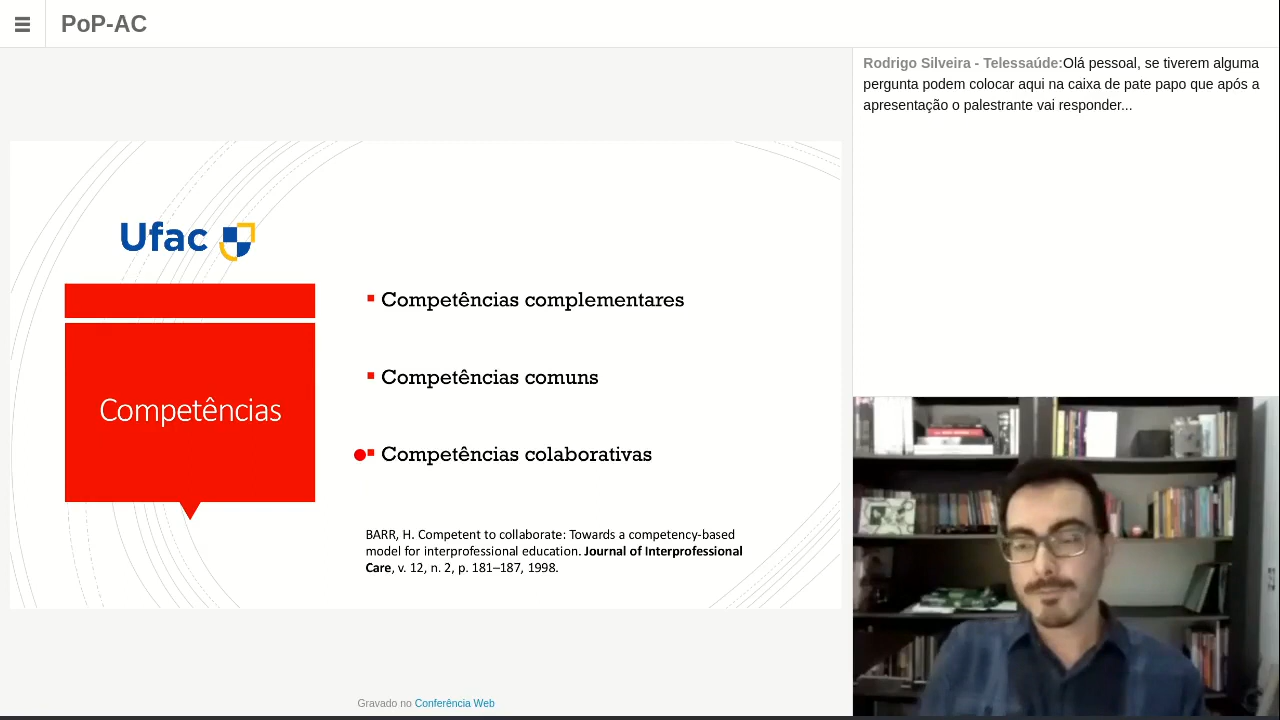 PoP-AC
Rodrigo Silveira - Telessaúde:Olá pessoal, se tiverem alguma
pergunta podem colocar aqui na caixa de pate papo que após a
apresentação o palestrante vai responder...
Ufac
Competências
Competências complementares
Competências comuns
Competências colaborativas
BARR, H. Competent to collaborate: Towards a competency-based
model for interprofessional education. Journal of Interprofessional
Care, v. 12, n. 2, p. 181–187, 1998.
Gravado no Conferência Web